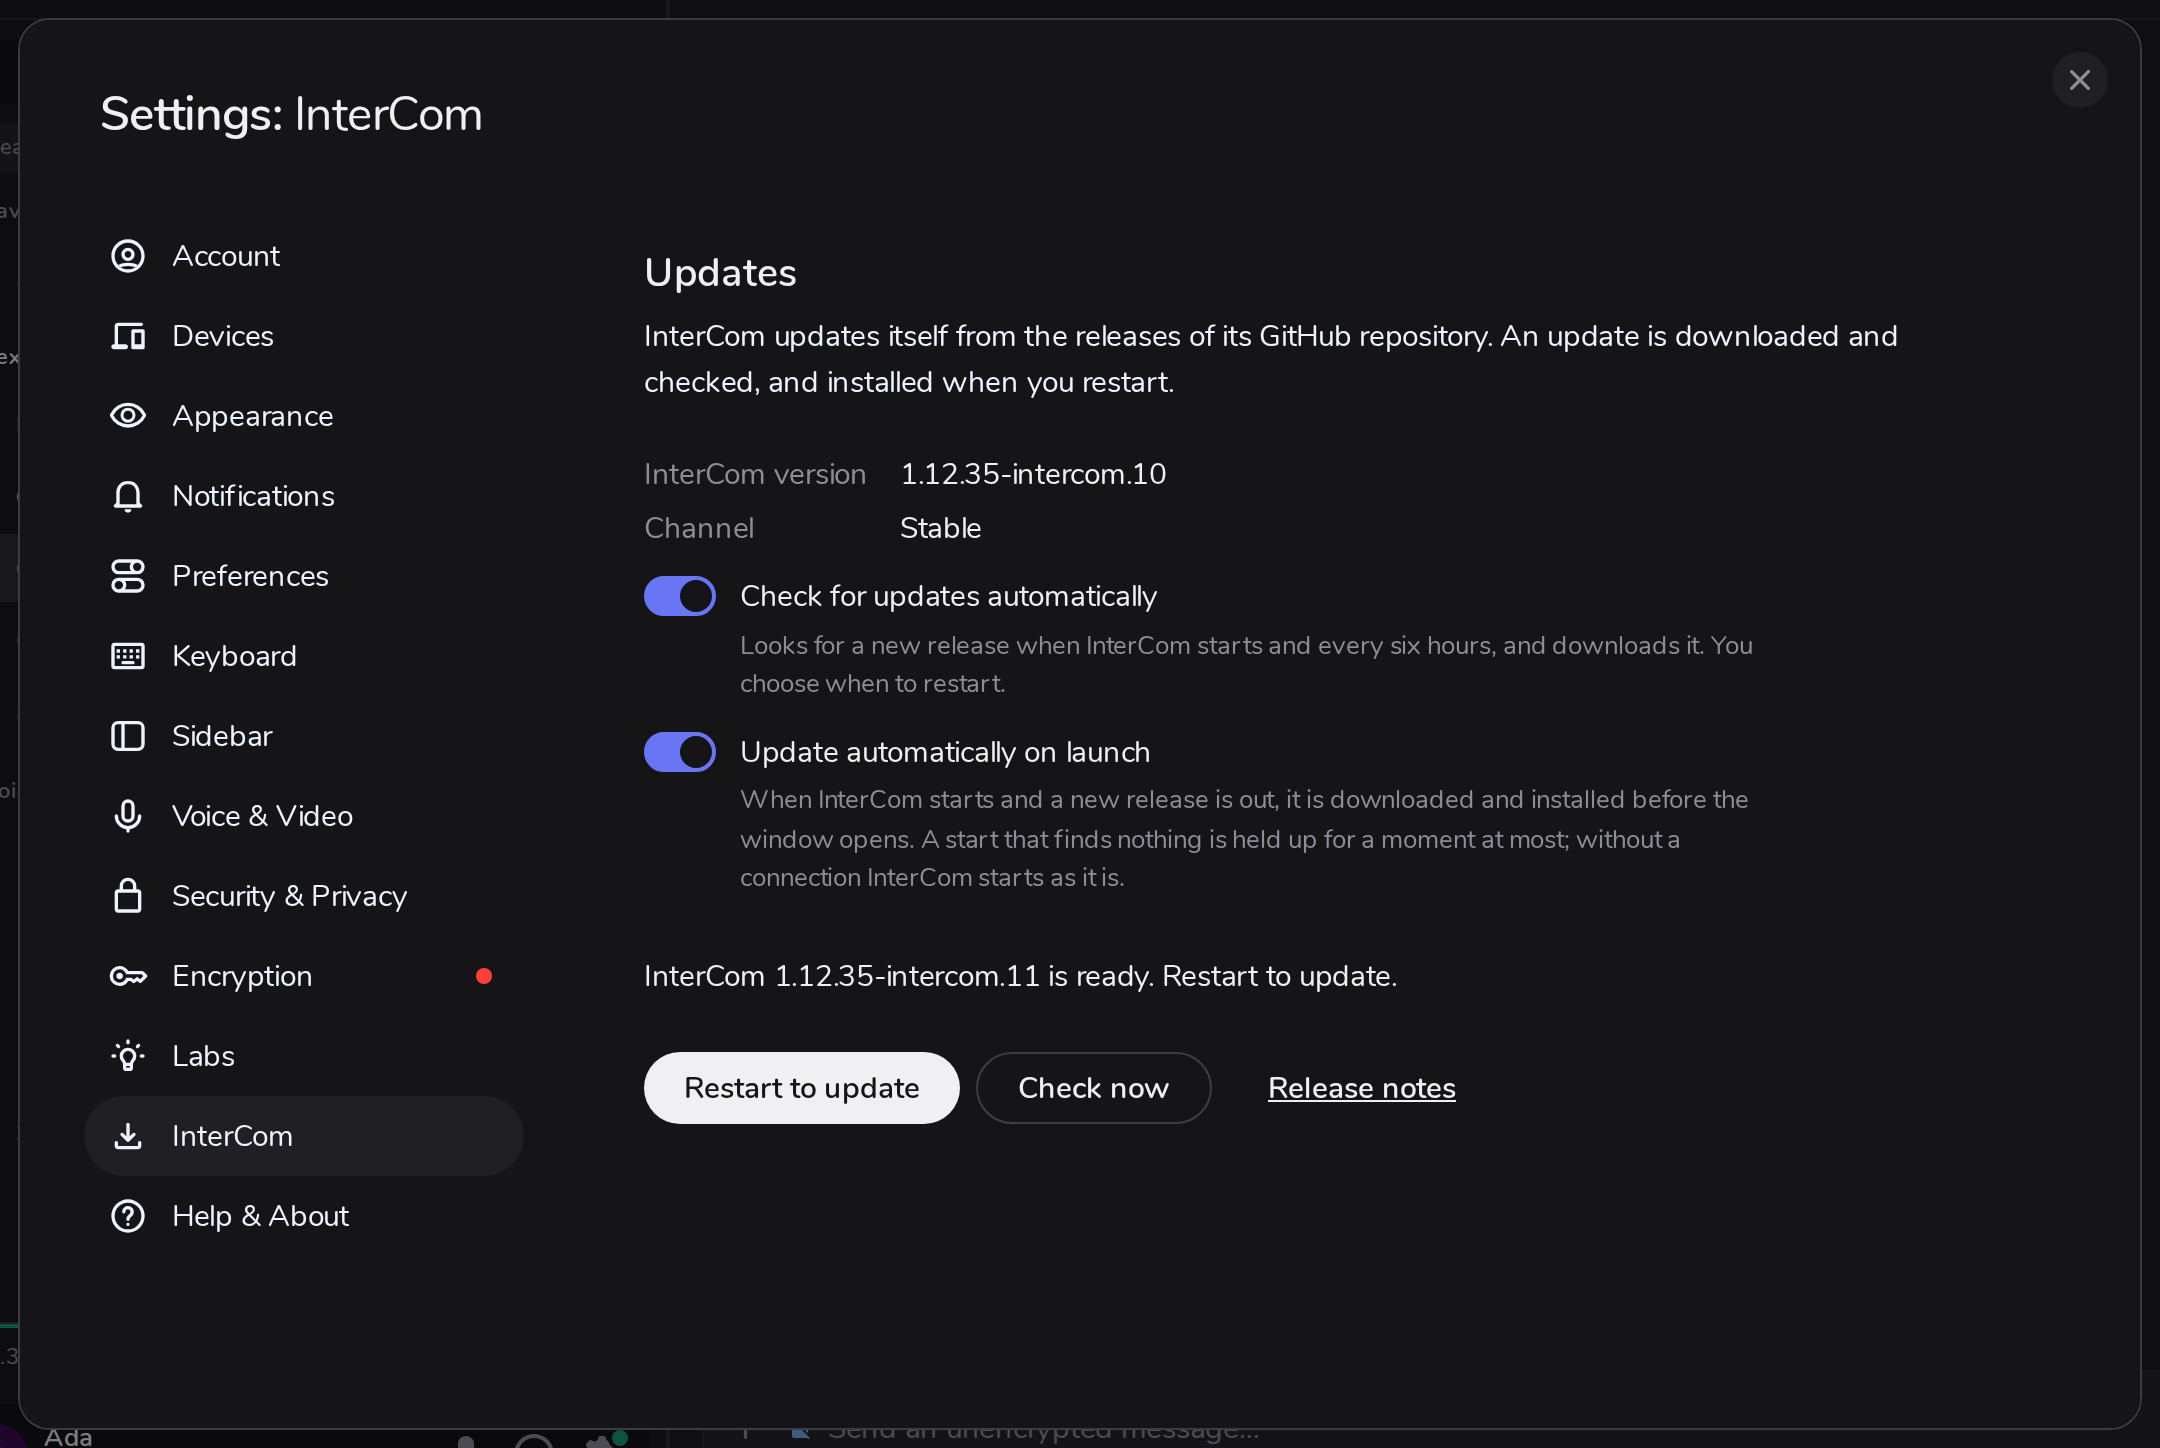 Settings: InterCom
Account
Devices
Appearance
Notifications
Preferences
Keyboard
Sidebar
Voice & Video
Security & Privacy
Encryption
Labs
InterCom
Help & About
Updates
InterCom updates itself from the releases of its GitHub repository. An update is downloaded and
checked, and installed when you restart.
InterCom version 1.12.35-intercom.10
Channel Stable
Check for updates automatically
Looks for a new release when InterCom starts and every six hours, and downloads it. You
choose when to restart.
Update automatically on launch
When InterCom starts and a new release is out, it is downloaded and installed before the
window opens. A start that finds nothing is held up for a moment at most; without a
connection InterCom starts as it is.
InterCom 1.12.35-intercom.11 is ready. Restart to update.
Restart to update Check now Release notes
Ada
Send an unencrypted message...